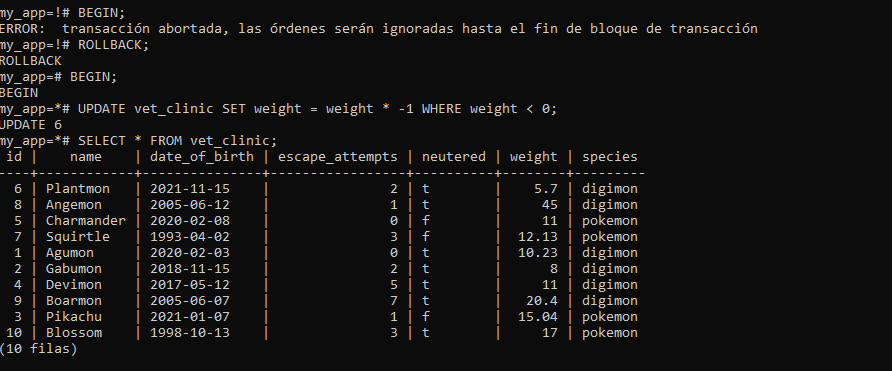 my_app=!# BEGIN;
ERROR:  transacción abortada, las órdenes serán ignoradas hasta el fin de bloque de transacción
my_app=!# ROLLBACK;
ROLLBACK
my_app=# BEGIN;
BEGIN
my_app=*# UPDATE vet_clinic SET weight = weight * -1 WHERE weight < 0;
UPDATE 6
my_app=*# SELECT * FROM vet_clinic;
 id |    name    | date_of_birth | escape_attempts | neutered | weight | species
----+------------+---------------+-----------------+----------+--------+---------
  6 | Plantmon   | 2021-11-15    |               2 | t        |    5.7 | digimon
  8 | Angemon    | 2005-06-12    |               1 | t        |     45 | digimon
  5 | Charmander | 2020-02-08    |               0 | f        |     11 | pokemon
  7 | Squirtle   | 1993-04-02    |               3 | f        |  12.13 | pokemon
  1 | Agumon     | 2020-02-03    |               0 | t        |  10.23 | digimon
  2 | Gabumon    | 2018-11-15    |               2 | t        |      8 | digimon
  4 | Devimon    | 2017-05-12    |               5 | t        |     11 | digimon
  9 | Boarmon    | 2005-06-07    |               7 | t        |   20.4 | digimon
  3 | Pikachu    | 2021-01-07    |               1 | f        |  15.04 | pokemon
 10 | Blossom    | 1998-10-13    |               3 | t        |     17 | pokemon
(10 filas)